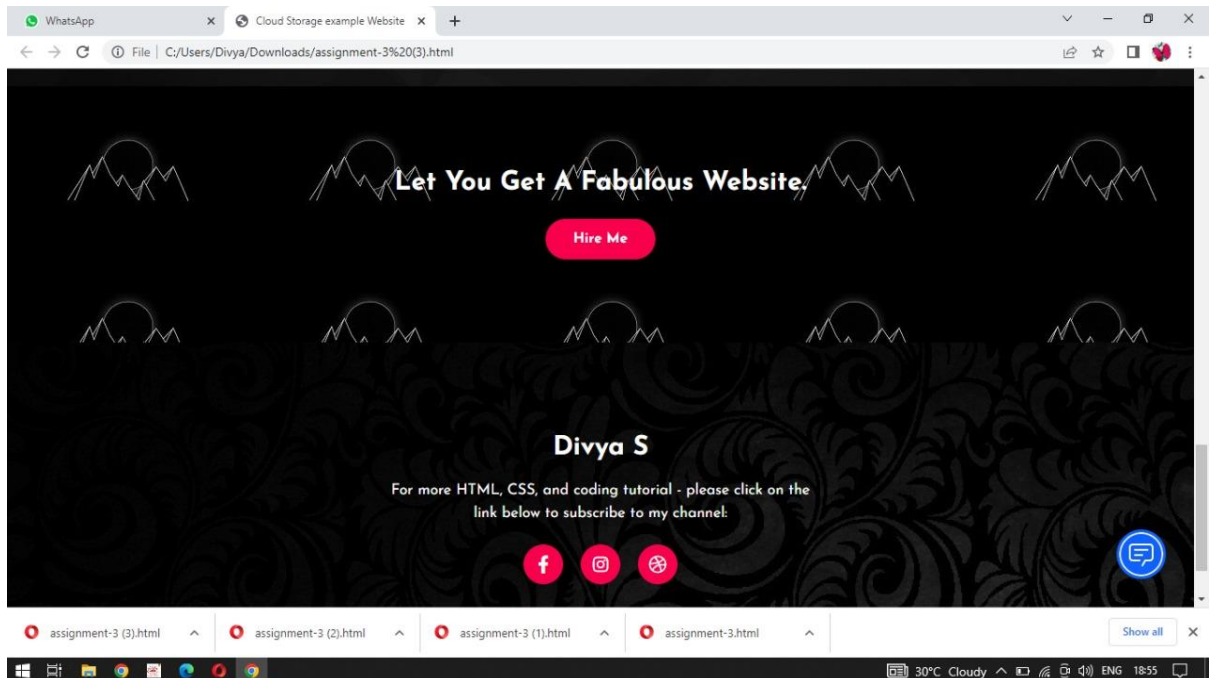 WhatsApp
Cloud Storage example Website
File | C:/Users/Divya/Downloads/assignment-3%20(3).html
Let You Get A Fabulous Website.
Hire Me
Divya S
For more HTML, CSS, and coding tutorial - please click on the
link below to subscribe to my channel:
assignment-3 (3).html
assignment-3 (2).html
assignment-3 (1).html
assignment-3.html
Show all
30°C Cloudy
ENG
18:55